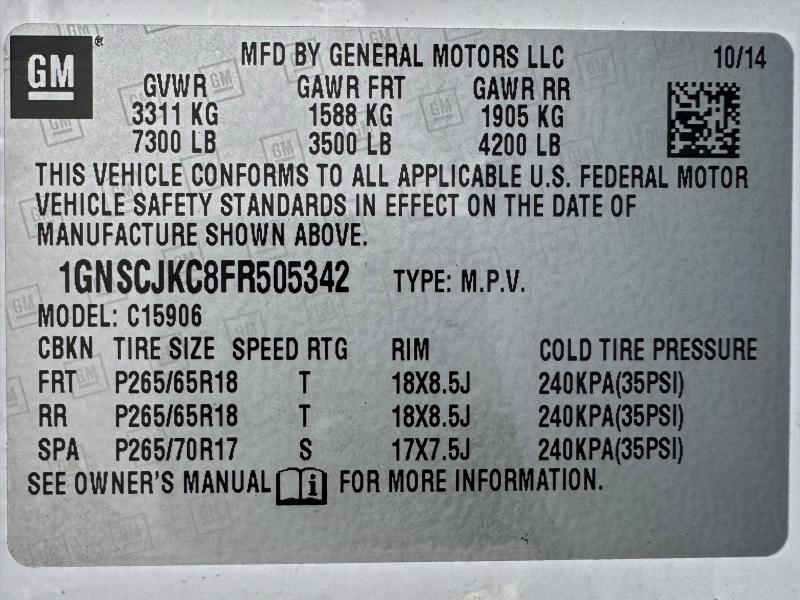 GM
MFD BY GENERAL MOTORS LLC 10/14
GVWR GAWR FRT GAWR RR
3311 KG 1588 KG 1905 KG
7300 LB 3500 LB 4200 LB
THIS VEHICLE CONFORMS TO ALL APPLICABLE U.S. FEDERAL MOTOR
VEHICLE SAFETY STANDARDS IN EFFECT ON THE DATE OF
MANUFACTURE SHOWN ABOVE.
1GNSCJKC8FR505342 TYPE: M.P.V.
MODEL: C15906
CBKN TIRE SIZE SPEED RTG RIM COLD TIRE PRESSURE
FRT P265/65R18 T 18X8.5J 240KPA(35PSI)
RR P265/65R18 T 18X8.5J 240KPA(35PSI)
SPA P265/70R17 S 17X7.5J 240KPA(35PSI)
SEE OWNER'S MANUAL i FOR MORE INFORMATION.